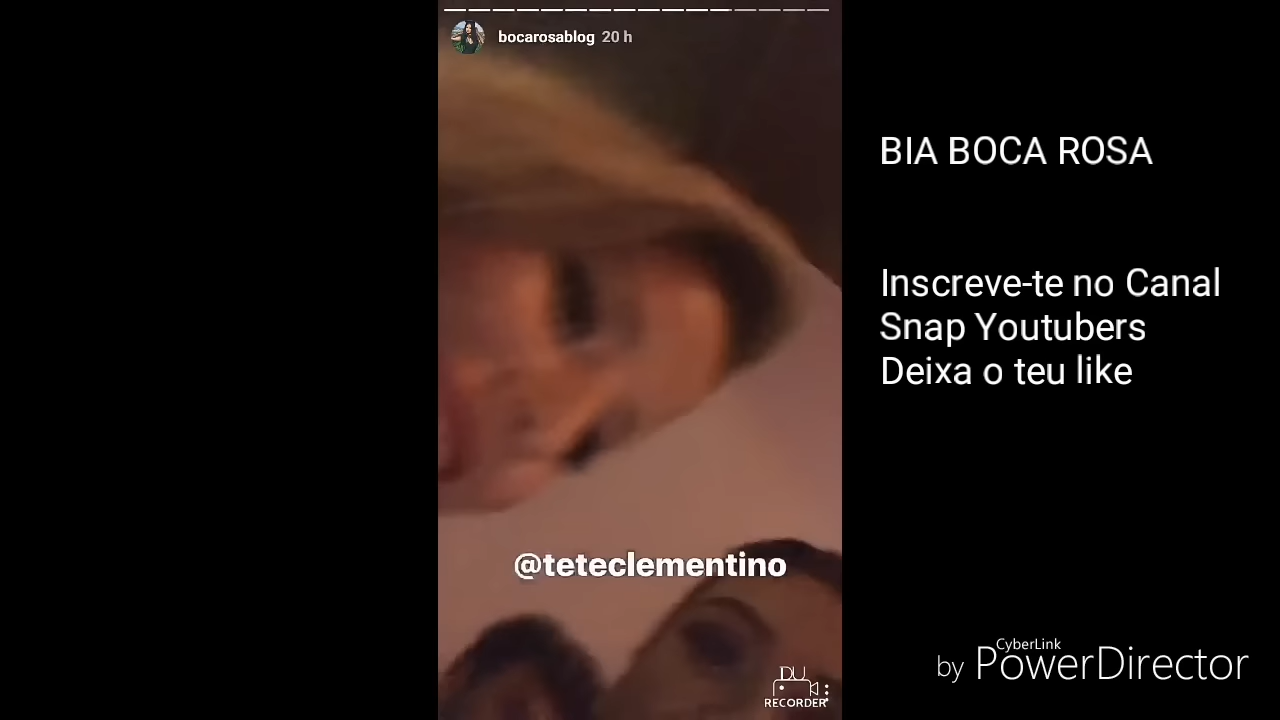 bocarosablog 20 h
BIA BOCA ROSA
Inscreve-te no Canal
Snap Youtubers
Deixa o teu like
@teteclementino
DU
RECORDER
CyberLink
by PowerDirector